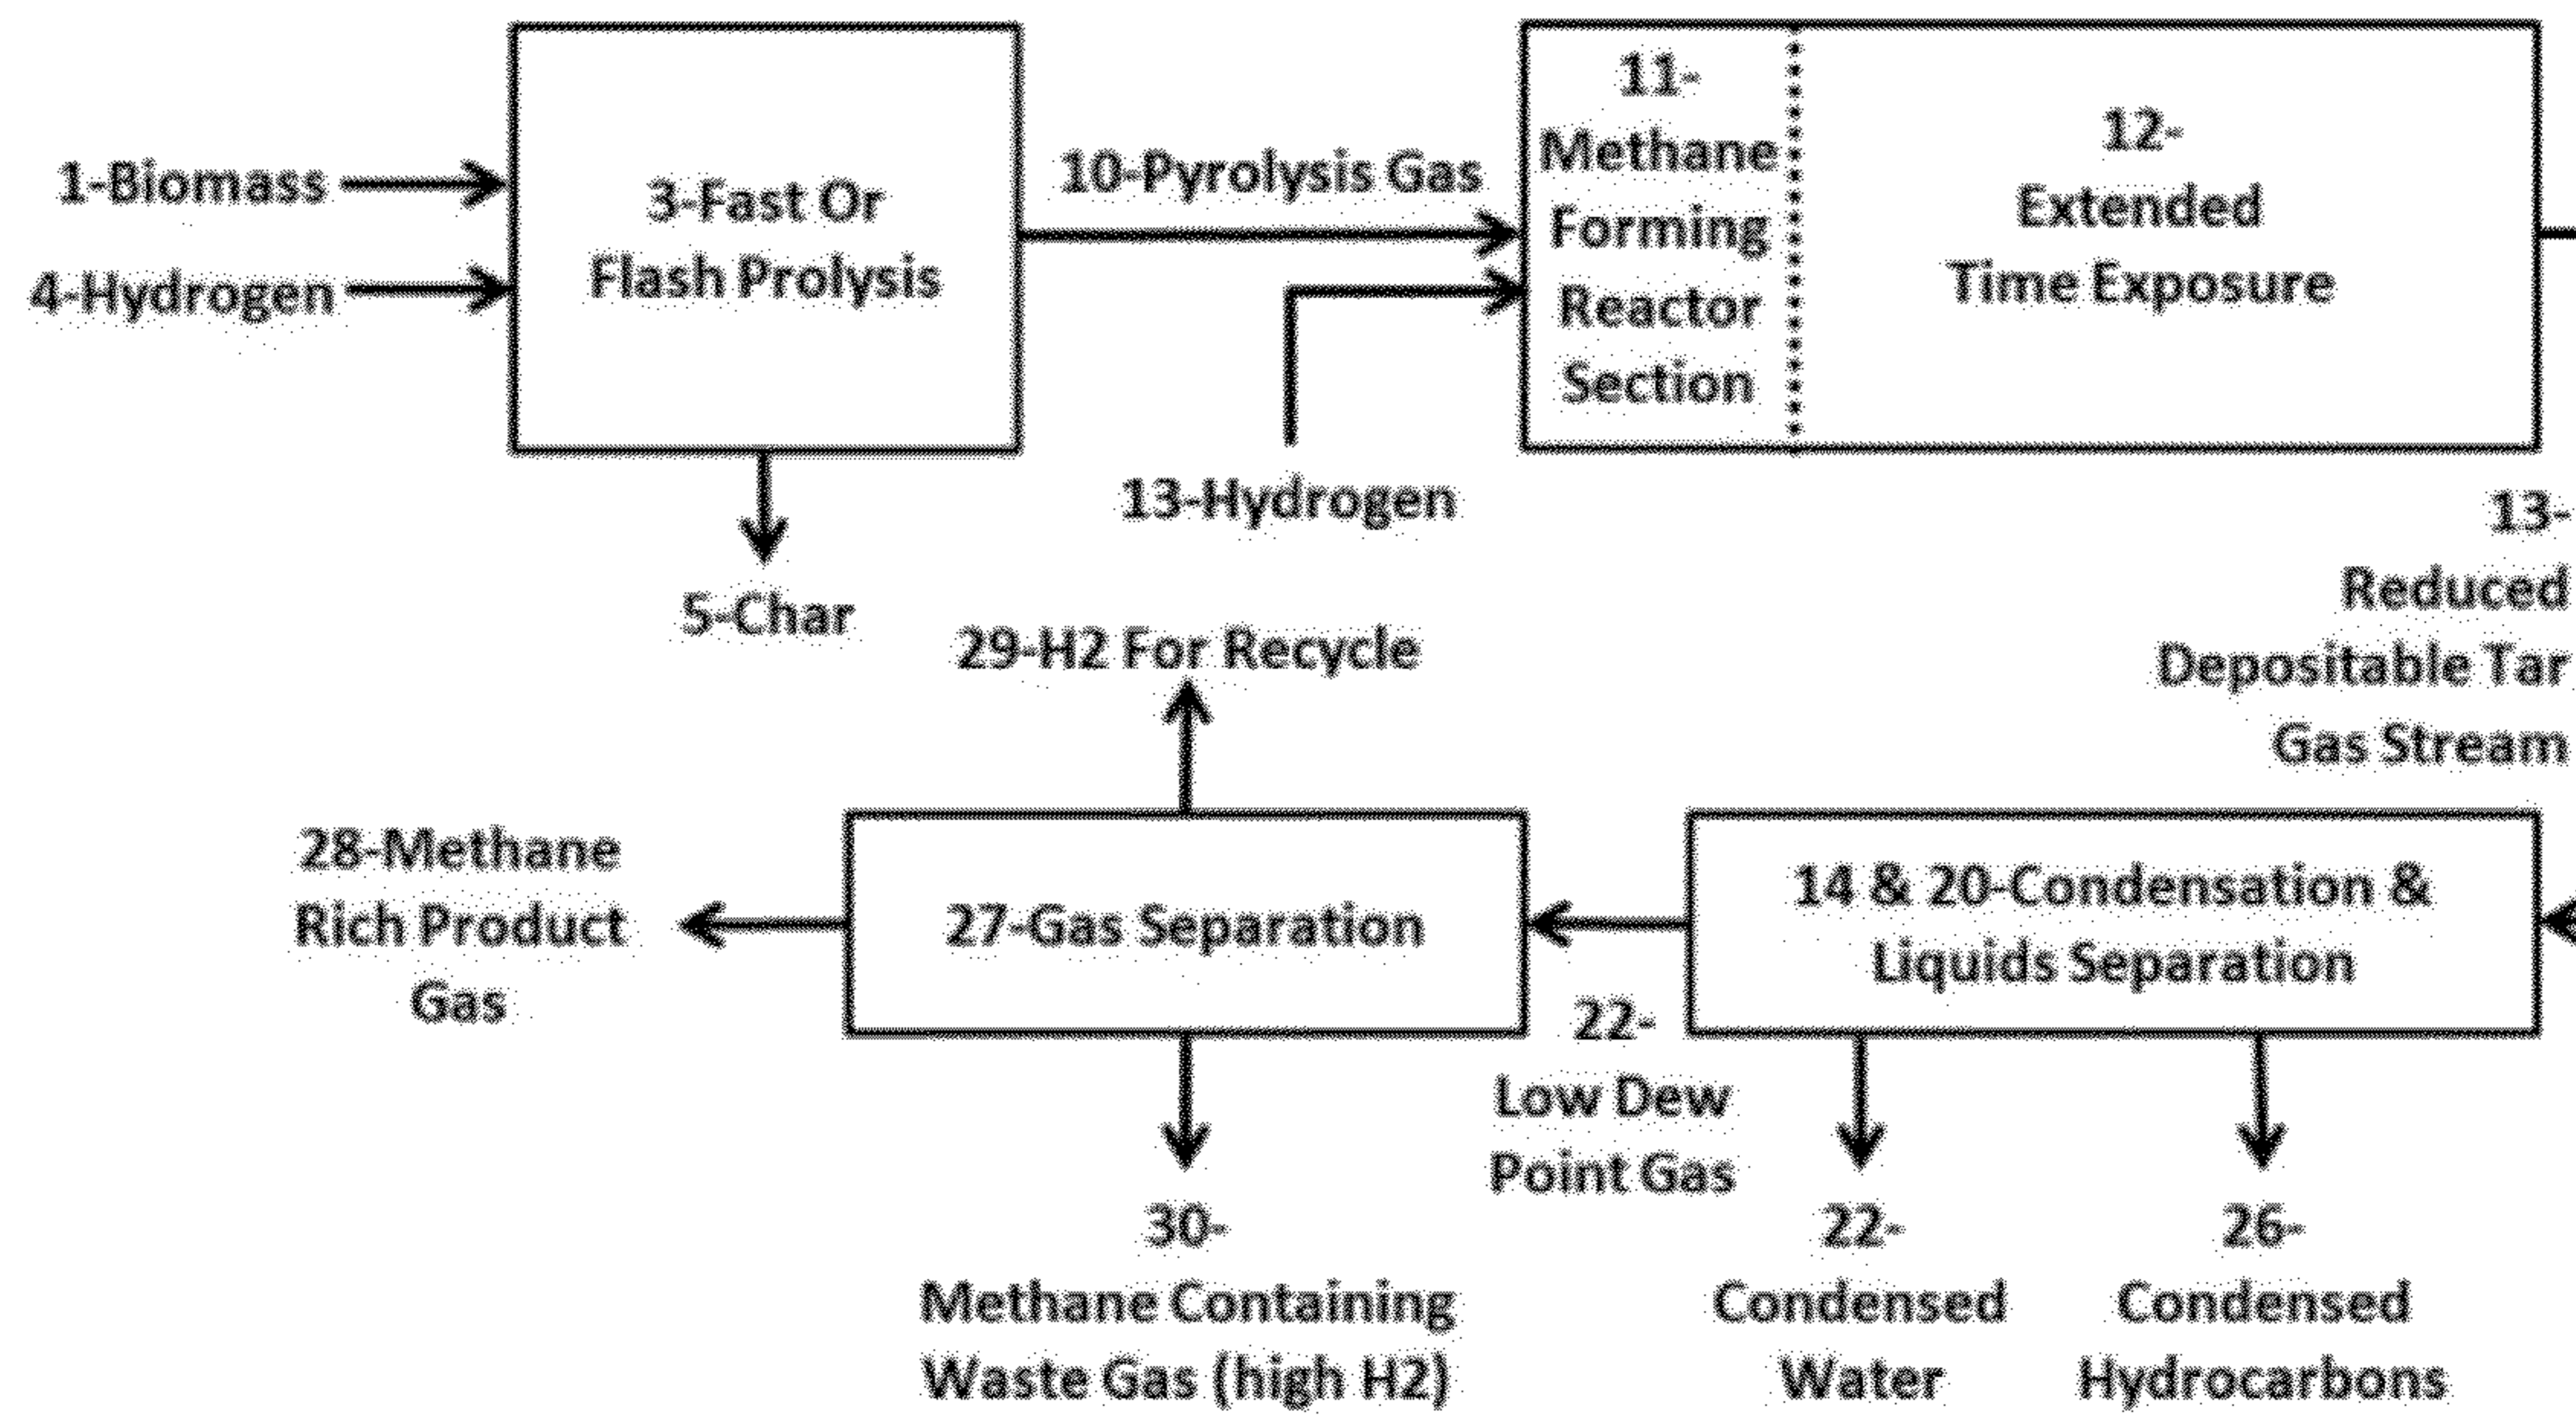 1-Biomass
4-Hydrogen
3-Fast Or
Flash Prolysis
10-Pyrolysis Gas
11-
Methane
Forming
Reactor
Section
12-
Extended
Time Exposure
13-Hydrogen
5-Char
13-
Reduced
Depositable Tar
Gas Stream
29-H2 For Recycle
28-Methane
Rich Product
Gas
27-Gas Separation
14 & 20-Condensation &
Liquids Separation
22-
Low Dew
Point Gas
30-
Methane Containing
Waste Gas (high H2)
22-
Condensed
Water
26-
Condensed
Hydrocarbons